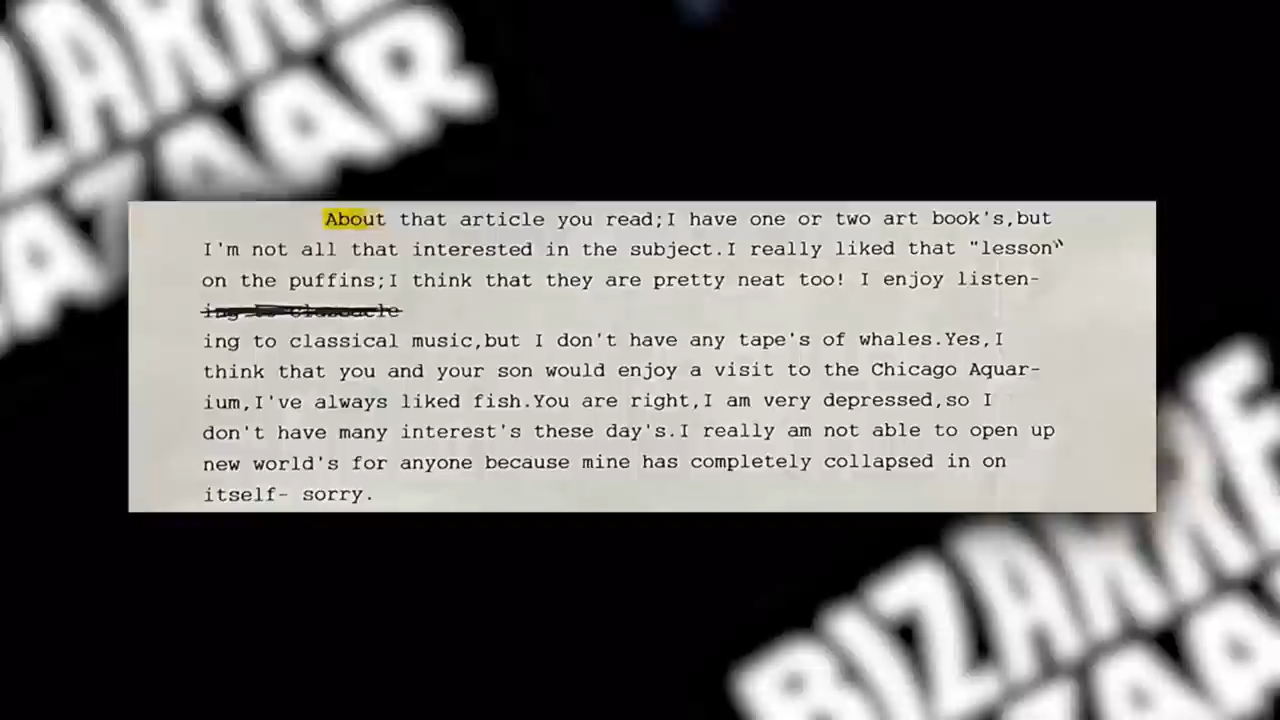 BIZARRE
BAZAAR
About that article you read;I have one or two art book's,but
I'm not all that interested in the subject.I really liked that "lesson"
on the puffins;I think that they are pretty neat too! I enjoy listen-
ing to classical music,but I don't have any tape's of whales.Yes,I
think that you and your son would enjoy a visit to the Chicago Aquar-
ium,I've always liked fish.You are right,I am very depressed,so I
don't have many interest's these day's.I really am not able to open up
new world's for anyone because mine has completely collapsed in on
itself- sorry.
BIZARRE